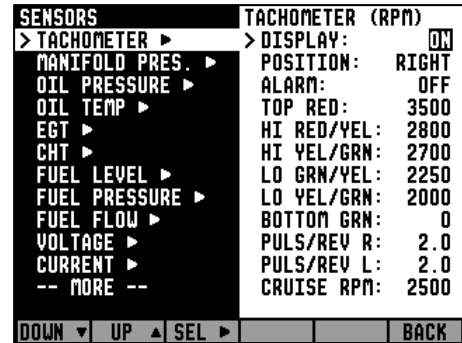 SENSORS
> TACHOMETER ►
MANIFOLD PRES. ►
OIL PRESSURE ►
OIL TEMP ►
EGT ►
CHT ►
FUEL LEVEL ►
FUEL PRESSURE ►
FUEL FLOW ►
VOLTAGE ►
CURRENT ►
-- MORE --
TACHOMETER (RPM)
> DISPLAY: ON
POSITION: RIGHT
ALARM: OFF
TOP RED: 3500
HI RED/YEL: 2800
HI YEL/GRN: 2700
LO GRN/YEL: 2250
LO YEL/GRN: 2000
BOTTOM GRN: 0
PULS/REV R: 2.0
PULS/REV L: 2.0
CRUISE RPM: 2500
DOWN ▼ UP ▲ SEL ► BACK